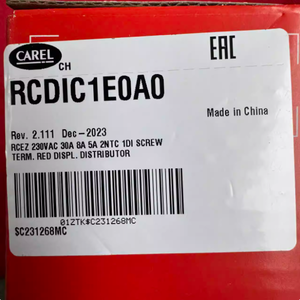 CAREL
CH
EAC
RCDIC1E0A0
Made in China
Rev. 2.111 Dec-2023
RCEZ 230VAC 30A 8A 5A 2NTC 1DI SCREW
TERM. RED DISPL. DISTRIBUTOR
01ZTK$C231268MC
$C231268MC